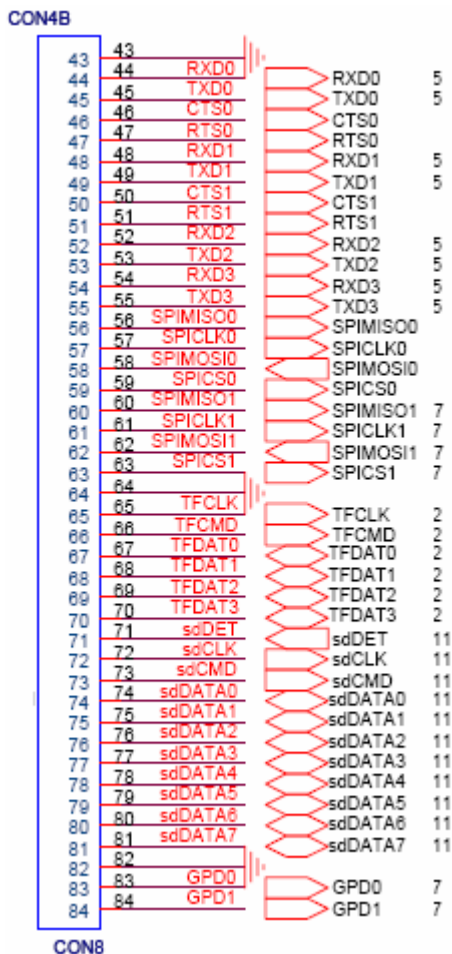 CON4B
43 43
44 44 RXD0 RXD0 5
45 45 TXD0 TXD0 5
46 46 CTS0 CTS0
47 47 RTS0 RTS0
48 48 RXD1 RXD1 5
49 49 TXD1 TXD1 5
50 50 CTS1 CTS1
51 51 RTS1 RTS1
52 52 RXD2 RXD2 5
53 53 TXD2 TXD2 5
54 54 RXD3 RXD3 5
55 55 TXD3 TXD3 5
56 56 SPIMISO0 SPIMISO0
57 57 SPICLK0 SPICLK0
58 58 SPIMOSI0 SPIMOSI0
59 59 SPICS0 SPICS0
60 60 SPIMISO1 SPIMISO1 7
61 61 SPICLK1 SPICLK1 7
62 62 SPIMOSI1 SPIMOSI1 7
63 63 SPICS1 SPICS1 7
64 64
65 65 TFCLK TFCLK 2
66 66 TFCMD TFCMD 2
67 67 TFDAT0 TFDAT0 2
68 68 TFDAT1 TFDAT1 2
69 69 TFDAT2 TFDAT2 2
70 70 TFDAT3 TFDAT3 2
71 71 sdDET sdDET 11
72 72 sdCLK sdCLK 11
73 73 sdCMD sdCMD 11
74 74 sdDATA0 sdDATA0 11
75 75 sdDATA1 sdDATA1 11
76 76 sdDATA2 sdDATA2 11
77 77 sdDATA3 sdDATA3 11
78 78 sdDATA4 sdDATA4 11
79 79 sdDATA5 sdDATA5 11
80 80 sdDATA6 sdDATA6 11
81 81 sdDATA7 sdDATA7 11
82 82
83 83 GPD0 GPD0 7
84 84 GPD1 GPD1 7
CON8